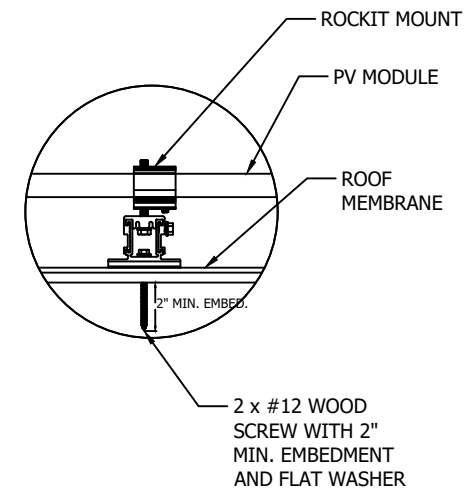 ROCKIT MOUNT
PV MODULE
ROOF
MEMBRANE
2" MIN. EMBED.
2 x #12 WOOD
SCREW WITH 2"
MIN. EMBEDMENT
AND FLAT WASHER